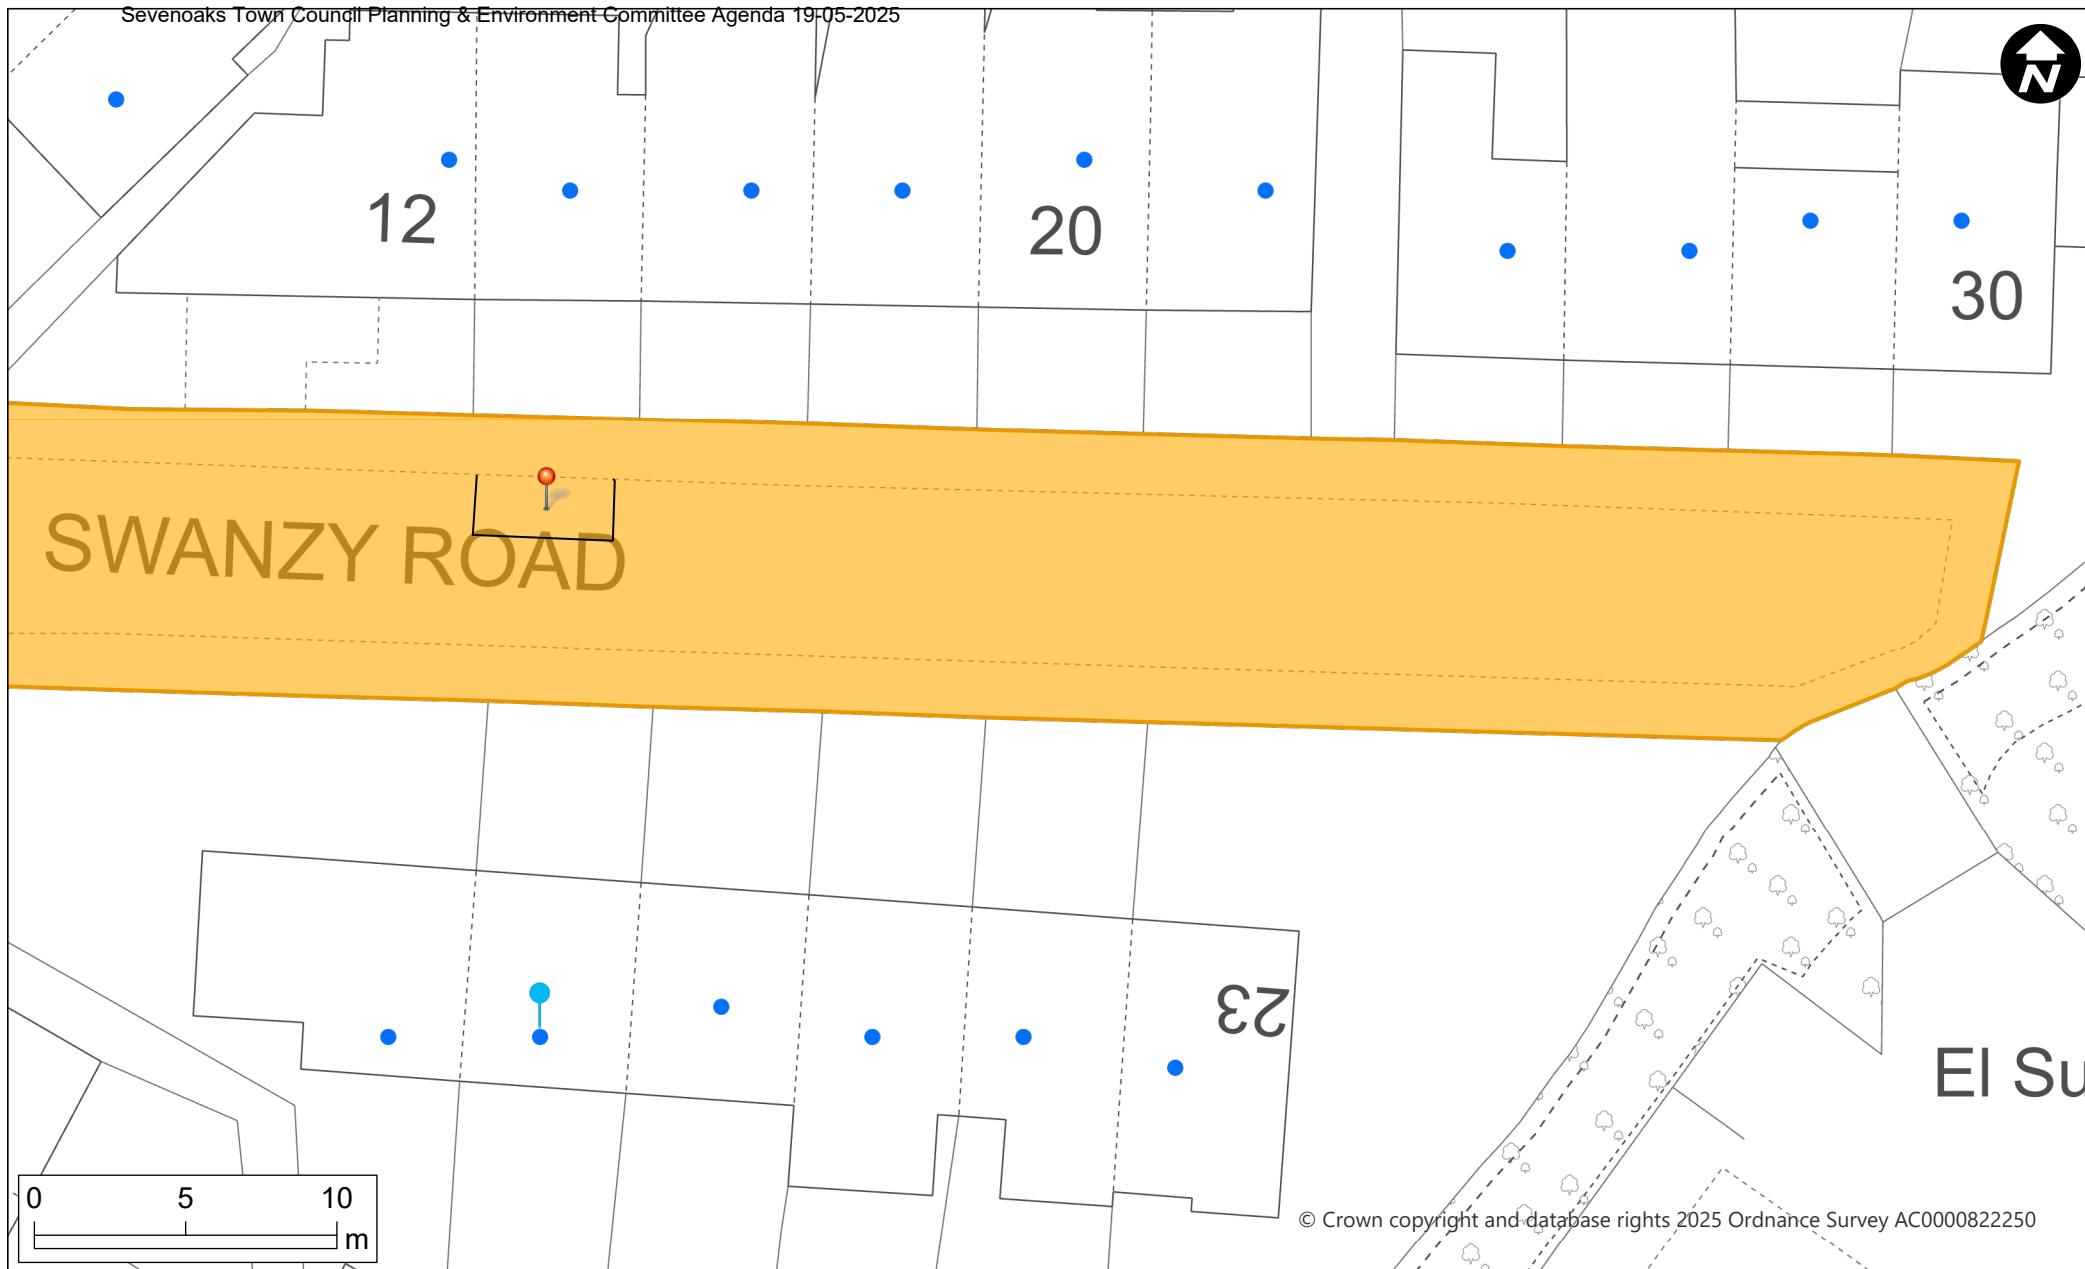 Sevenoaks Town Council Planning & Environment Committee Agenda 19-05-2025
N
12
20
30
SWANZY ROAD
23
El Su
0 5 10
m
© Crown copyright and database rights 2025 Ordnance Survey AC0000822250